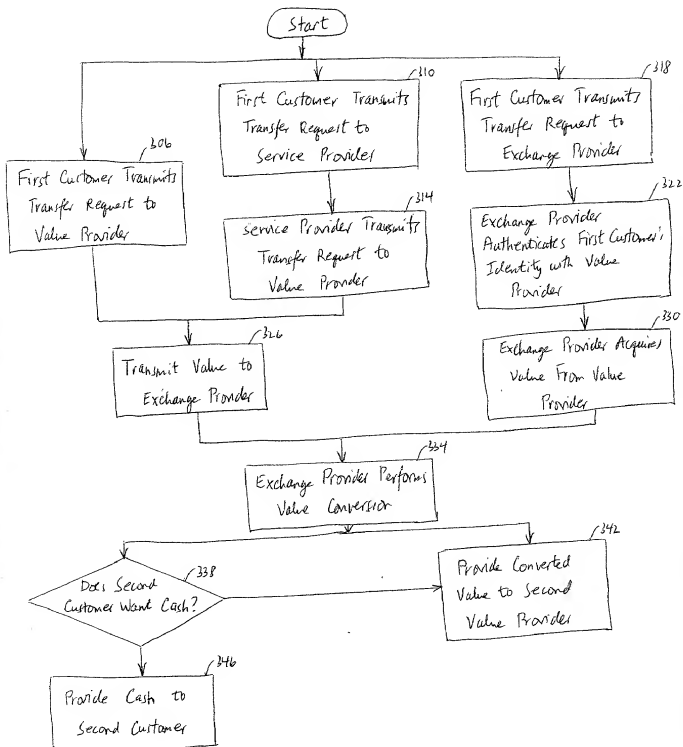 Start
310
First Customer Transmits
Transfer Request to
Service Provider
318
First Customer Transmits
Transfer Request to
Exchange Provider
306
First Customer Transmits
Transfer Request to
Value Provider
314
Service Provider Transmits
Transfer Request to
Value Provider
322
Exchange Provider
Authenticates First Customer's
Identity with Value
Provider
326
Transmit Value to
Exchange Provider
330
Exchange Provider Acquires
Value From Value
Provider
334
Exchange Provider Performs
Value Conversion
338
Does Second
Customer Want Cash?
342
Provide Converted
Value to Second
Value Provider
346
Provide Cash to
Second Customer